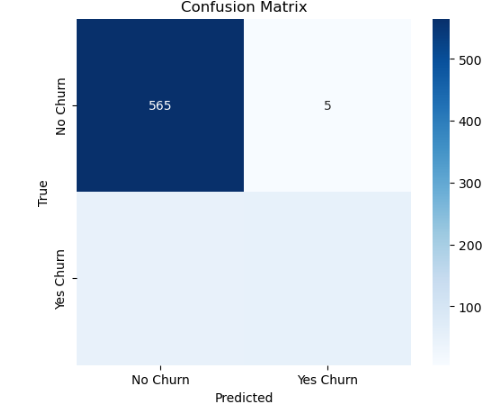 Confusion Matrix
No Churn
565
5
True
Yes Churn
No Churn
Yes Churn
Predicted
500
400
300
200
100